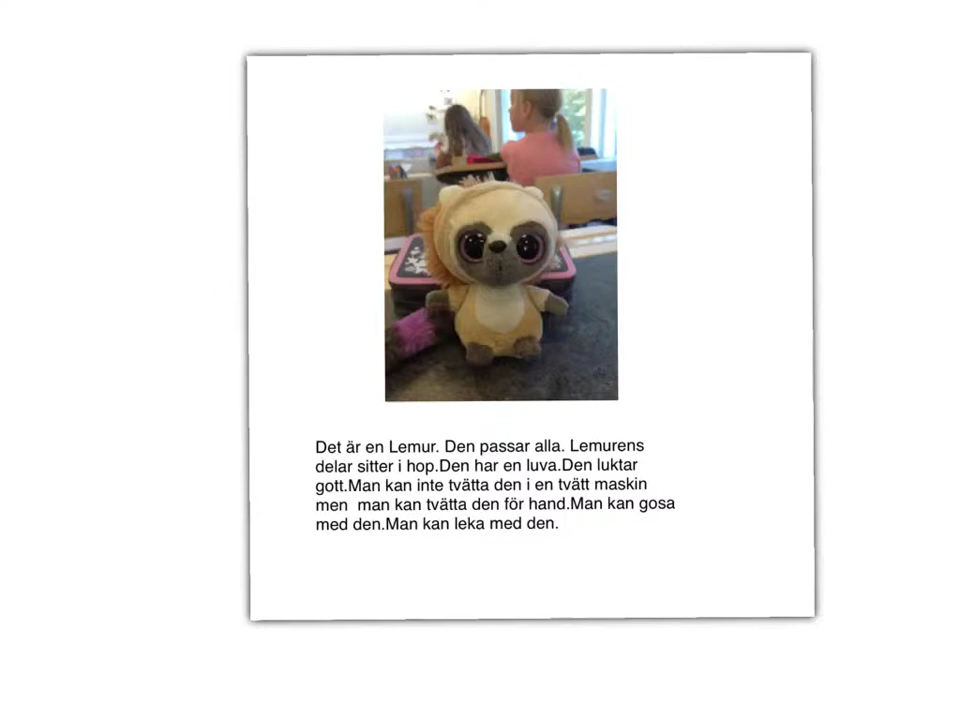 Det är en Lemur. Den passar alla. Lemurens
delar sitter i hop.Den har en luva.Den luktar
gott.Man kan inte tvätta den i en tvätt maskin
men  man kan tvätta den för hand.Man kan gosa
med den.Man kan leka med den.